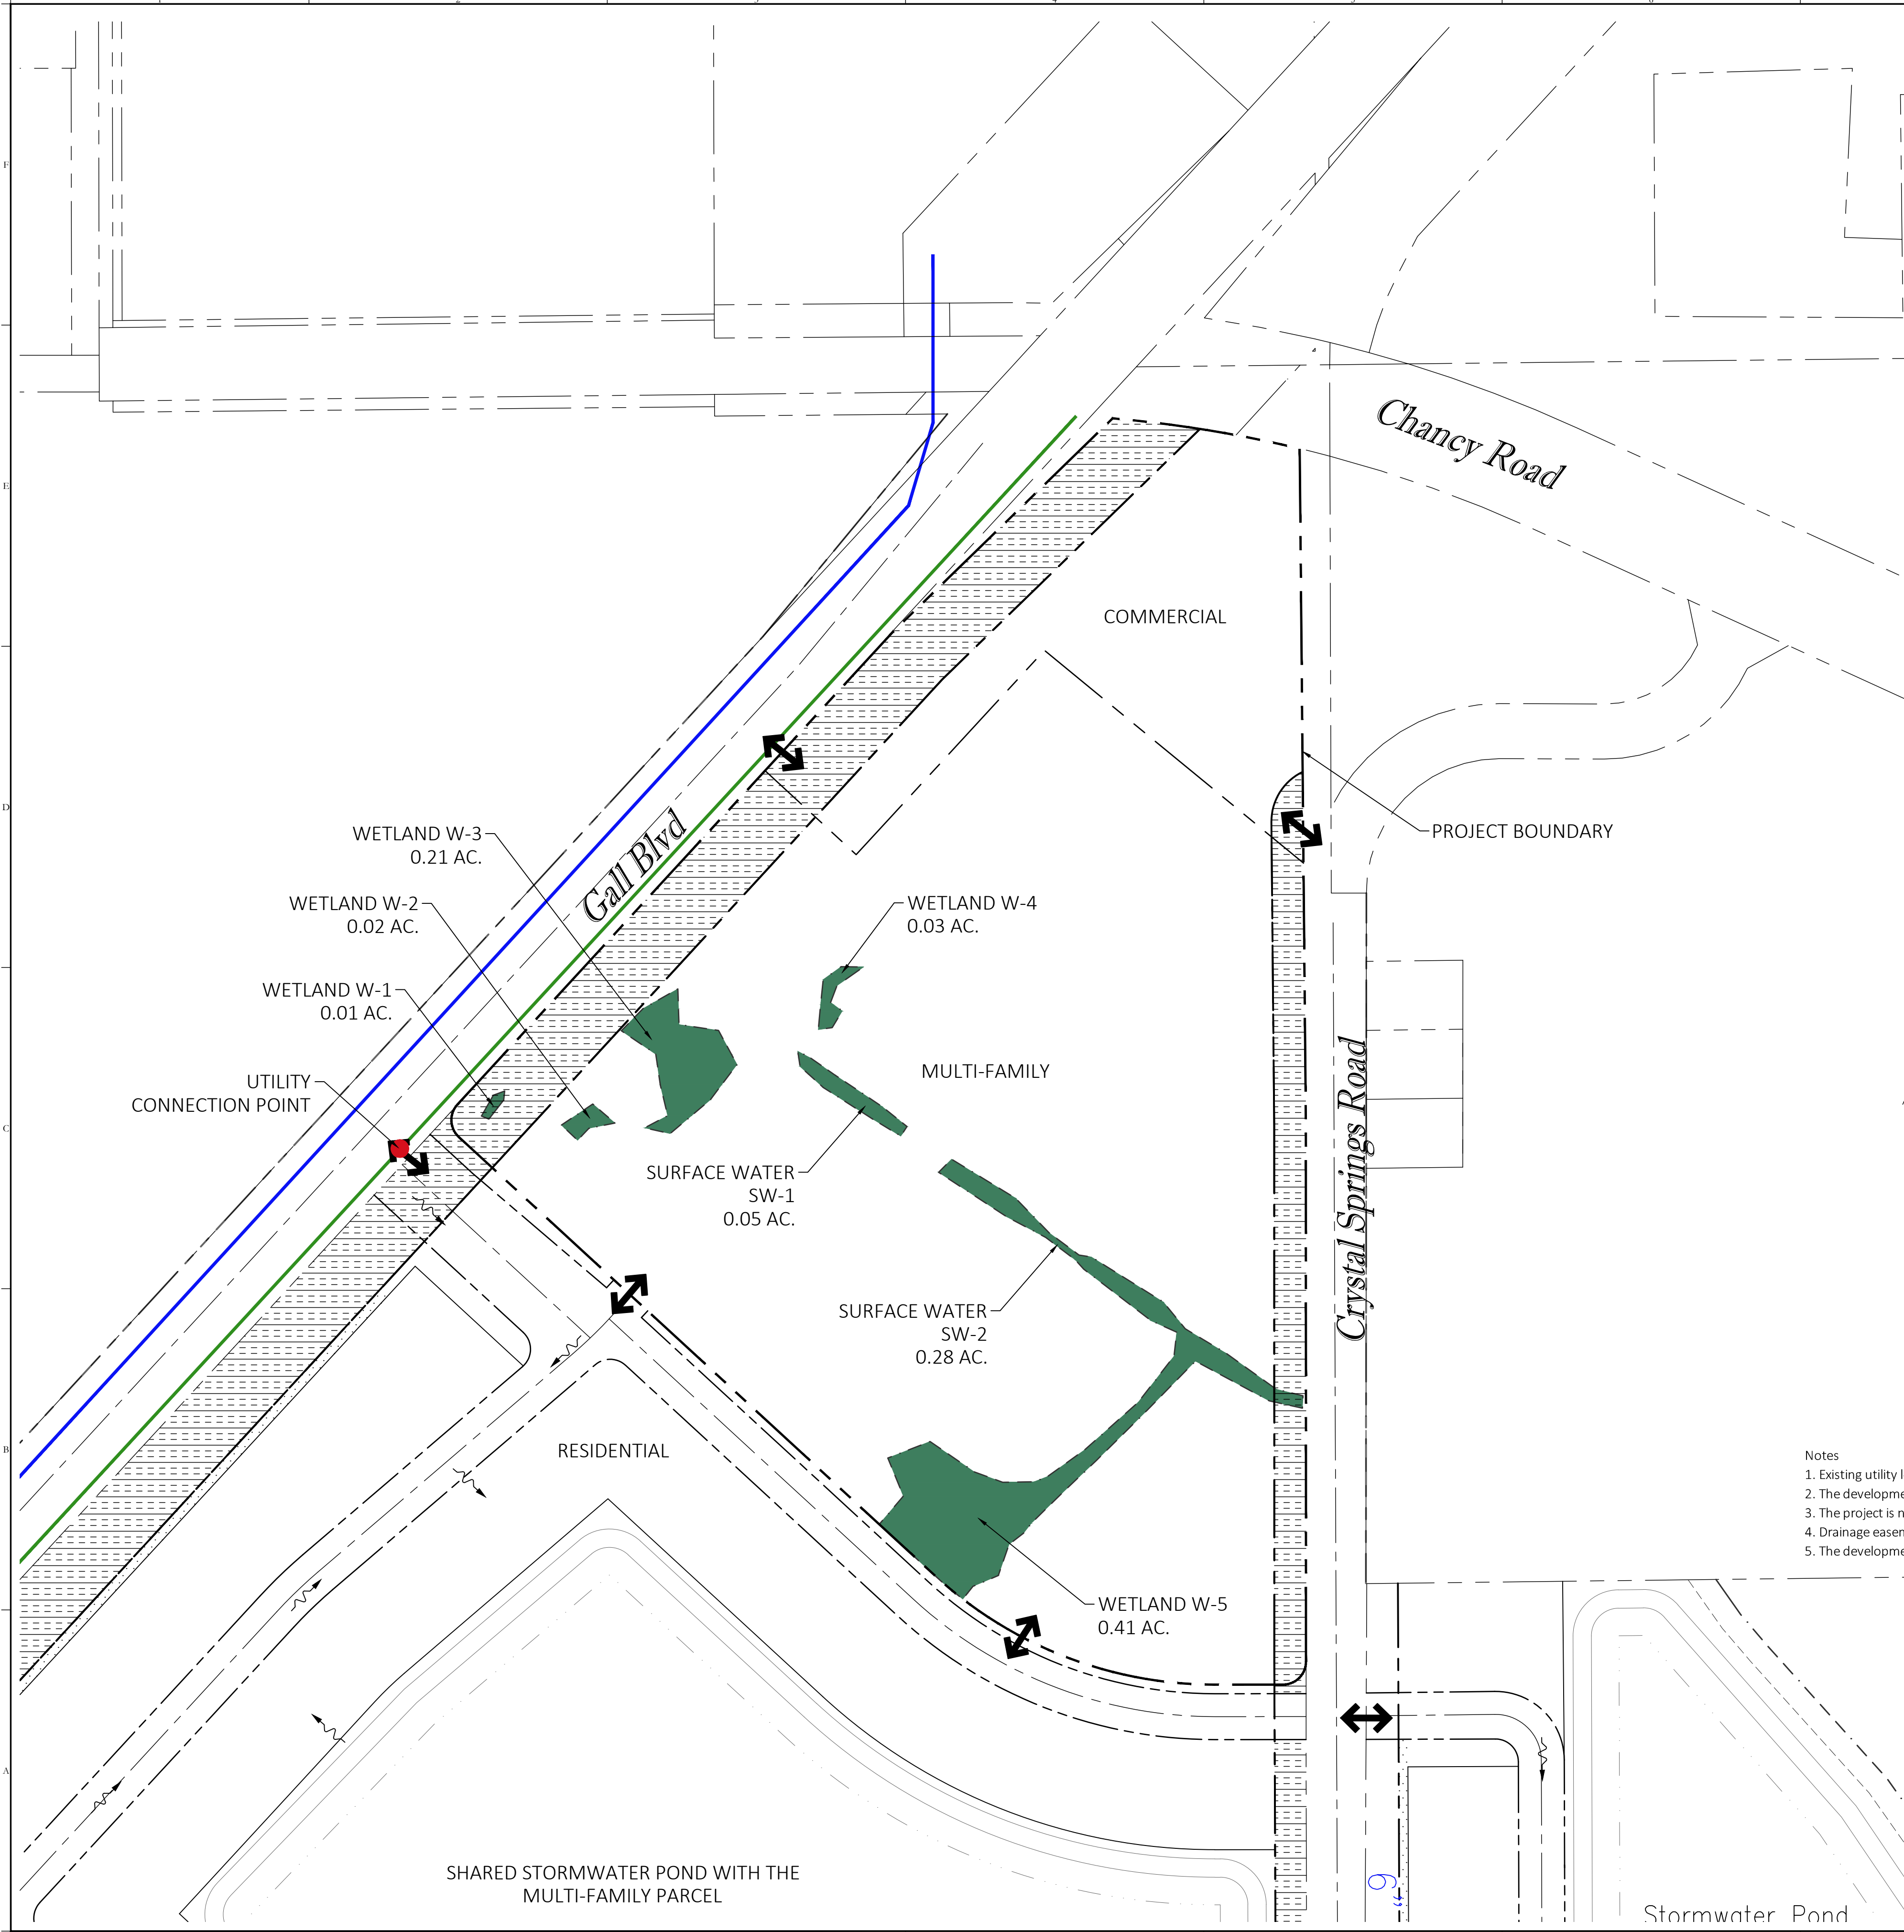 Chancy Road
COMMERCIAL
PROJECT BOUNDARY
WETLAND W-3
0.21 AC.
Gall Blvd
WETLAND W-2
0.02 AC.
WETLAND W-4
0.03 AC.
WETLAND W-1
0.01 AC.
UTILITY
CONNECTION POINT
MULTI-FAMILY
Crystal Springs Road
SURFACE WATER
SW-1
0.05 AC.
SURFACE WATER
SW-2
0.28 AC.
RESIDENTIAL
Notes
1. Existing utility
2. The developme
3. The project is
4. Drainage easem
5. The developme
WETLAND W-5
0.41 AC.
SHARED STORMWATER POND WITH THE
MULTI-FAMILY PARCEL
6"
Stormwater Pond
F
E
D
C
B
A